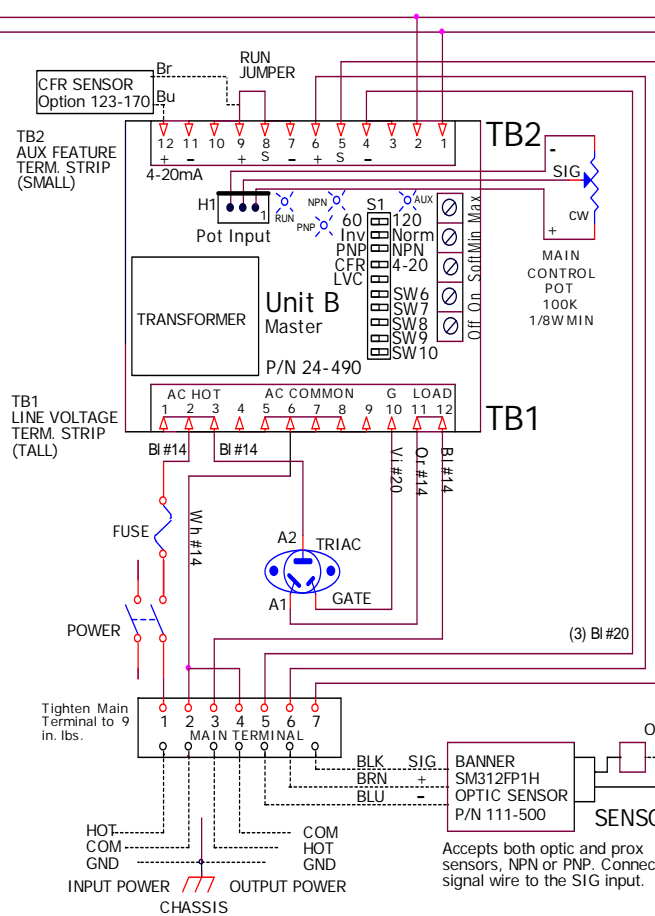 Br
RUN
JUMPER
CFR SENSOR
Option 123-170
Bu
TB2
AUX FEATURE
TERM. STRIP
(SMALL)
12 11 10 9 8 7 6 5 4 3 2 1
+ - + S - + S -
4-20mA
TB2
-
SIG
CW
+
MAIN
CONTROL
POT
100K
1/8W MIN
H1
1
Pot Input
RUN
NPN
PNP
AUX
S1
60 120
Inv Norm
PNP NPN
CFR 4-20
LVC
SW6
SW7
SW8
SW9
SW10
Max
Min
Soft
On
Off
TRANSFORMER
Unit B
Master
P/N 24-490
TB1
LINE VOLTAGE
TERM. STRIP
(TALL)
AC HOT AC COMMON G LOAD
1 2 3 4 5 6 7 8 9 10 11 12
TB1
Bl #14 Bl #14
Wh #14
Vi #20
Or #14
Bl #14
FUSE
A2
TRIAC
A1
GATE
POWER
(3) Bl #20
Tighten Main
Terminal to 9
in. lbs.
1 2 3 4 5 6 7
MAIN TERMINAL
BLK SIG
BRN +
BLU -
BANNER
SM312FP1H
OPTIC SENSOR
P/N 111-500
O
SENSO
HOT
COM
GND
COM
HOT
GND
INPUT POWER OUTPUT POWER
CHASSIS
Accepts both optic and prox
sensors, NPN or PNP. Connec
signal wire to the SIG input.